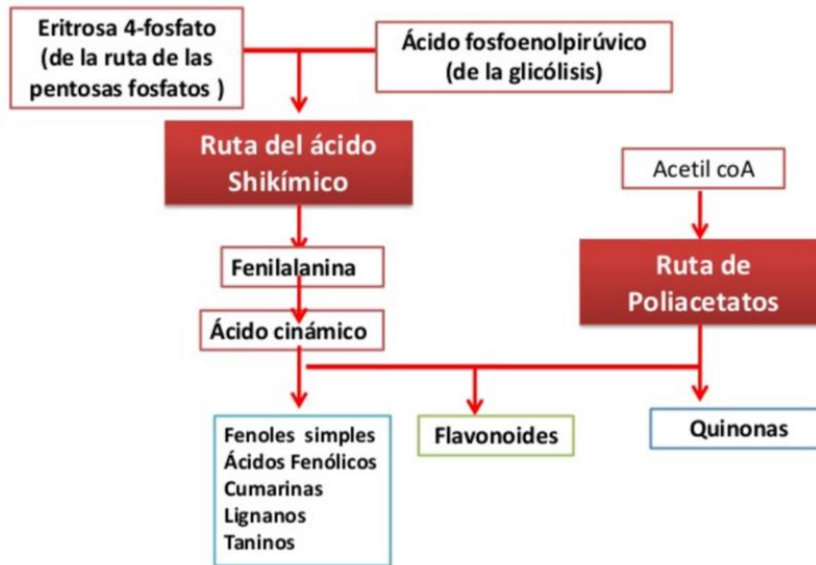 Eritrosa 4-fosfato
(de la ruta de las
pentosas fosfatos )
Ácido fosfoenolpirúvico
(de la glicólisis)
Ruta del ácido
Shikímico
Acetil coA
Fenilalanina
Ruta de
Poliacetatos
Ácido cinámico
Fenoles simples
Ácidos Fenólicos
Cumarinas
Lignanos
Taninos
Flavonoides
Quinonas